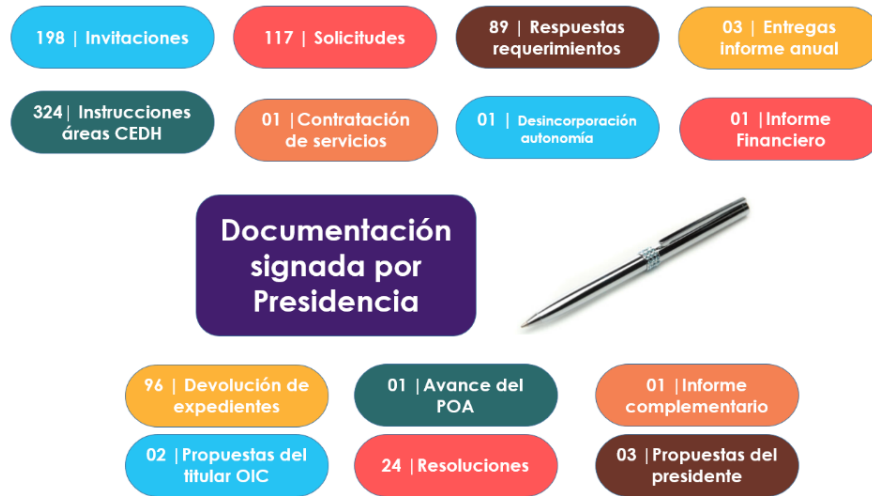 198 | Invitaciones
117 | Solicitudes
89 | Respuestas
requerimientos
03 | Entregas
informe anual
324| Instrucciones
áreas CEDH
01 |Contratación
de servicios
01 | Desincorporación
autonomía
01 |Informe
Financiero
Documentación
signada por
Presidencia
96 | Devolución de
expedientes
01 |Avance del
POA
01 |Informe
complementario
02 |Propuestas del
titular OIC
24 |Resoluciones
03 |Propuestas del
presidente